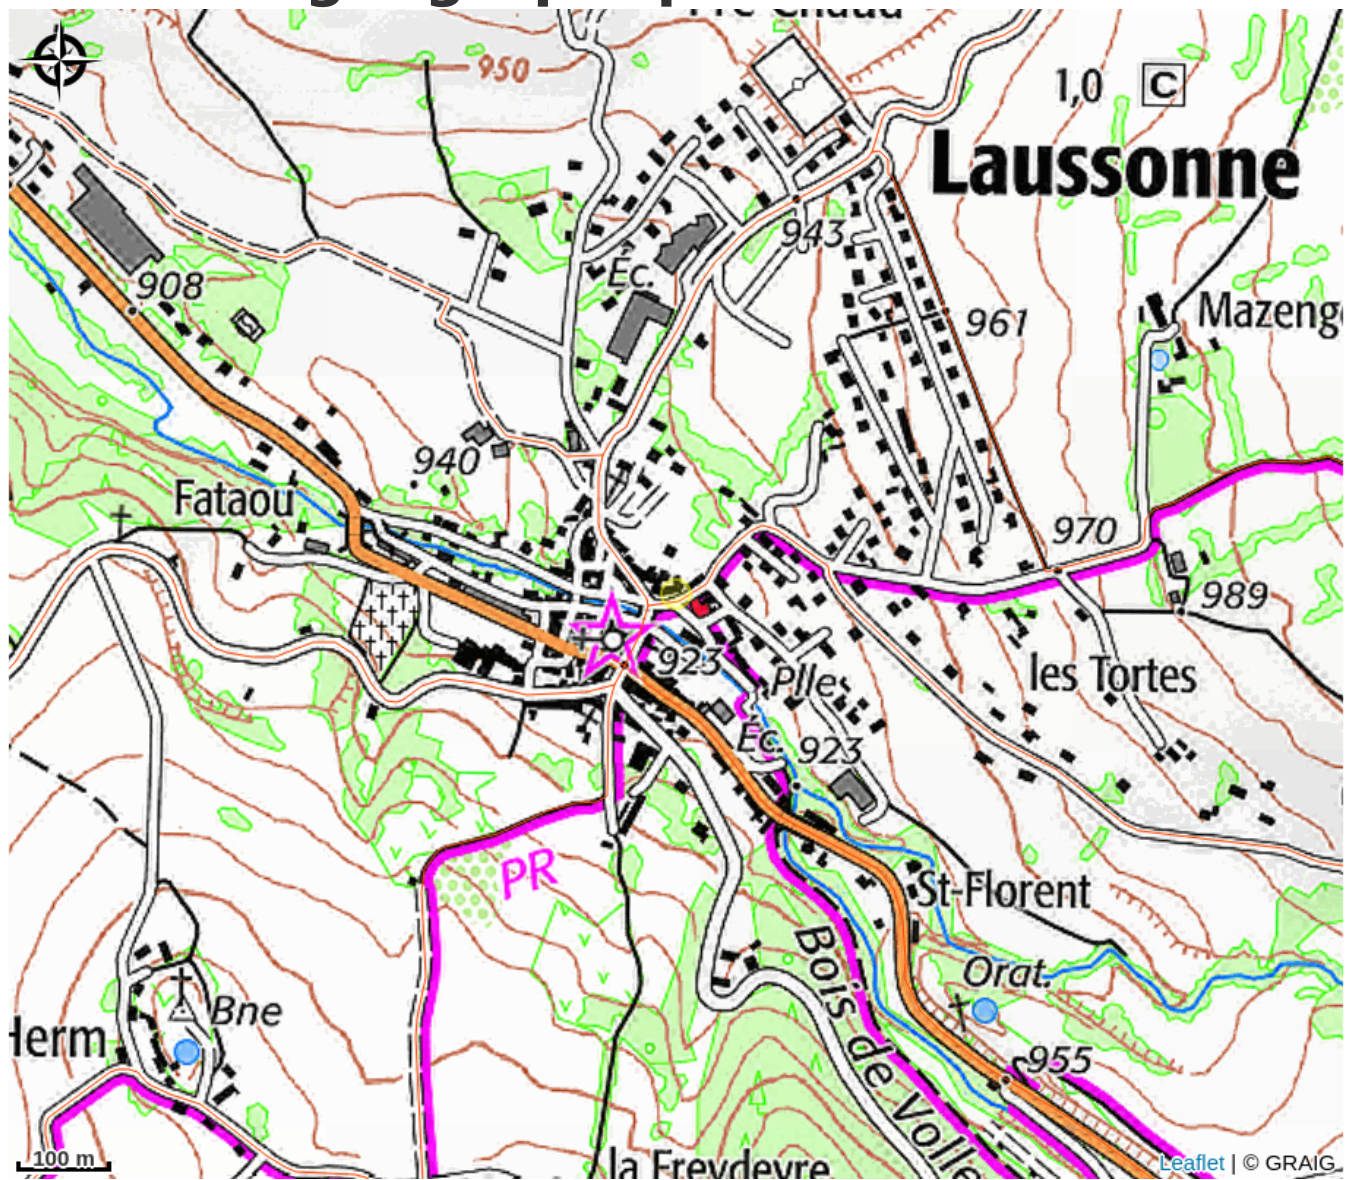 950
1,0 C
Laussonne
943
Éc.
908
961
Mazeng
940
Fataou
970
989
923
Plle
les Tortes
Éc.
923
PR
St-Florent
Orat.
Bne
Herm
Bois de Volle
955
100 m
la Freydeyre
Leaflet | © GRAIG